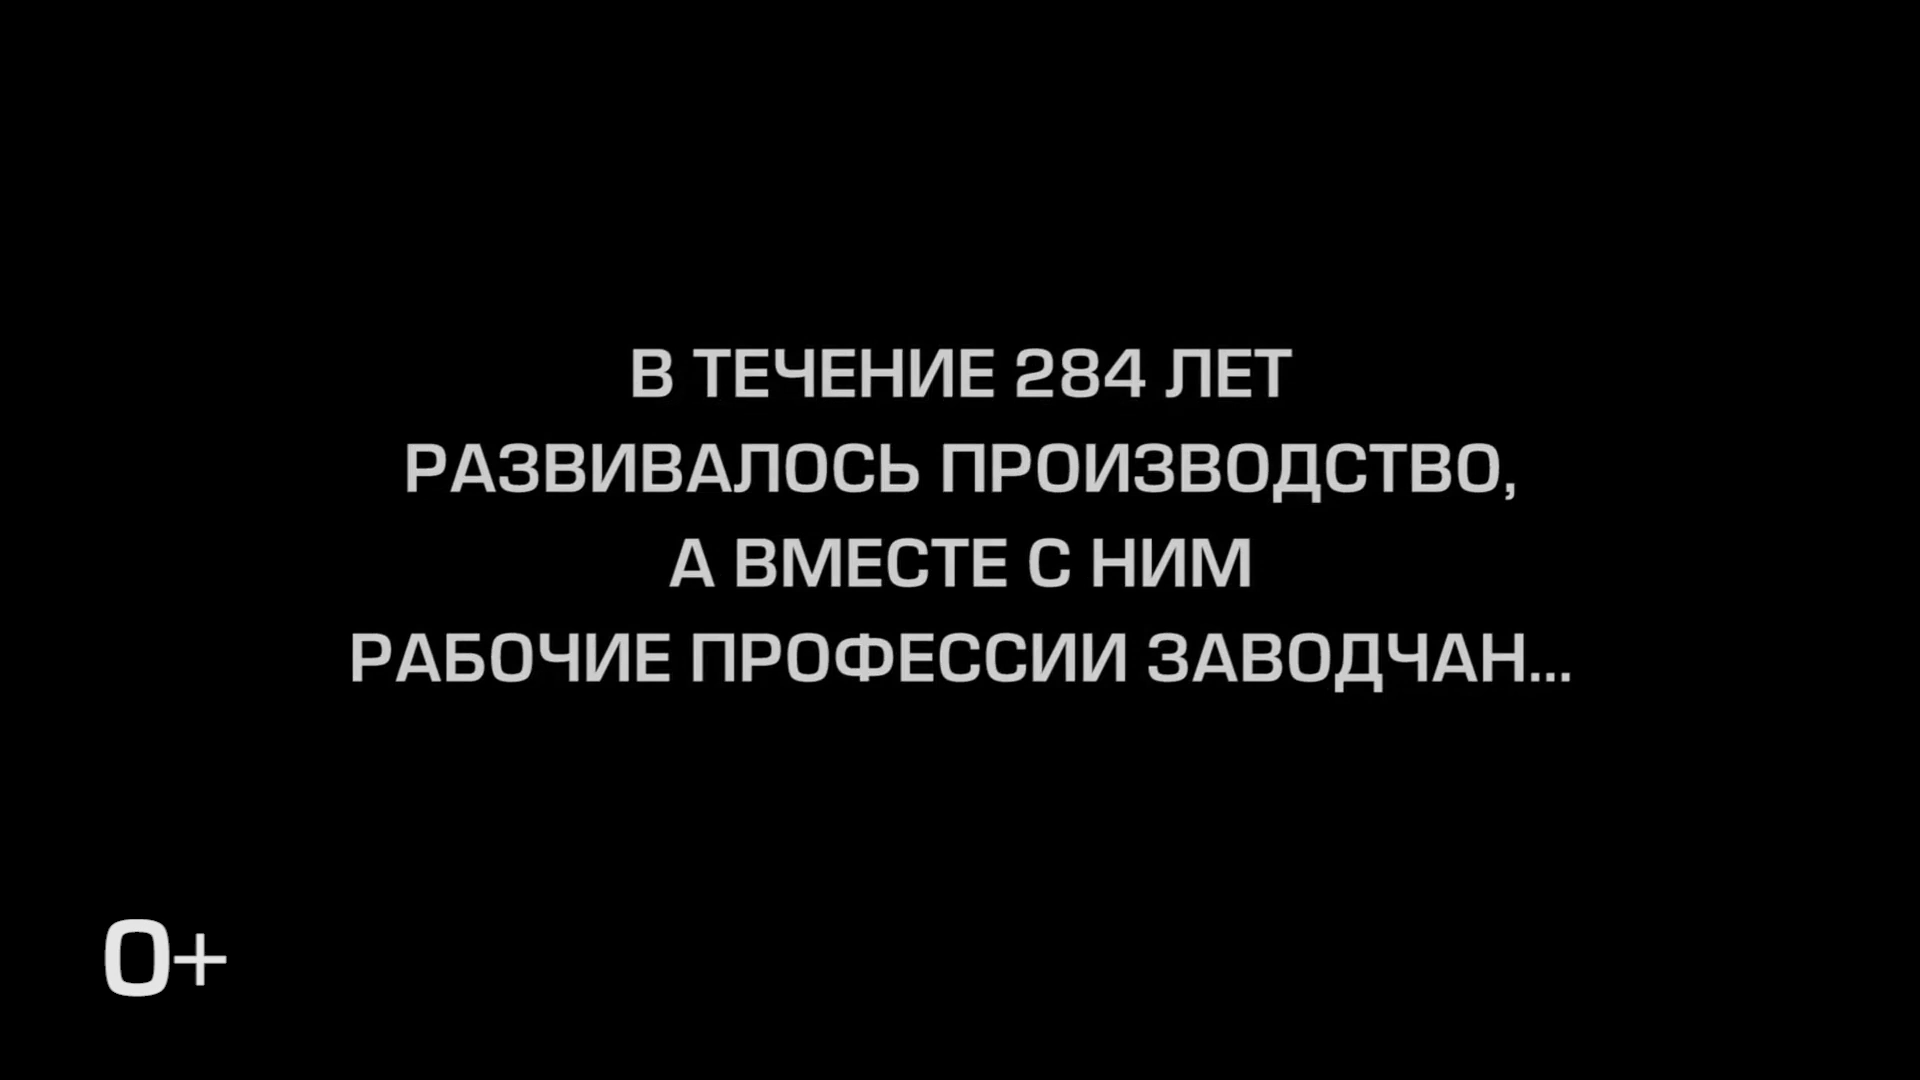 В ТЕЧЕНИЕ 284 ЛЕТ
РАЗВИВАЛОСЬ ПРОИЗВОДСТВО,
А ВМЕСТЕ С НИМ
РАБОЧИЕ ПРОФЕССИИ ЗАВОДЧАН...
0+